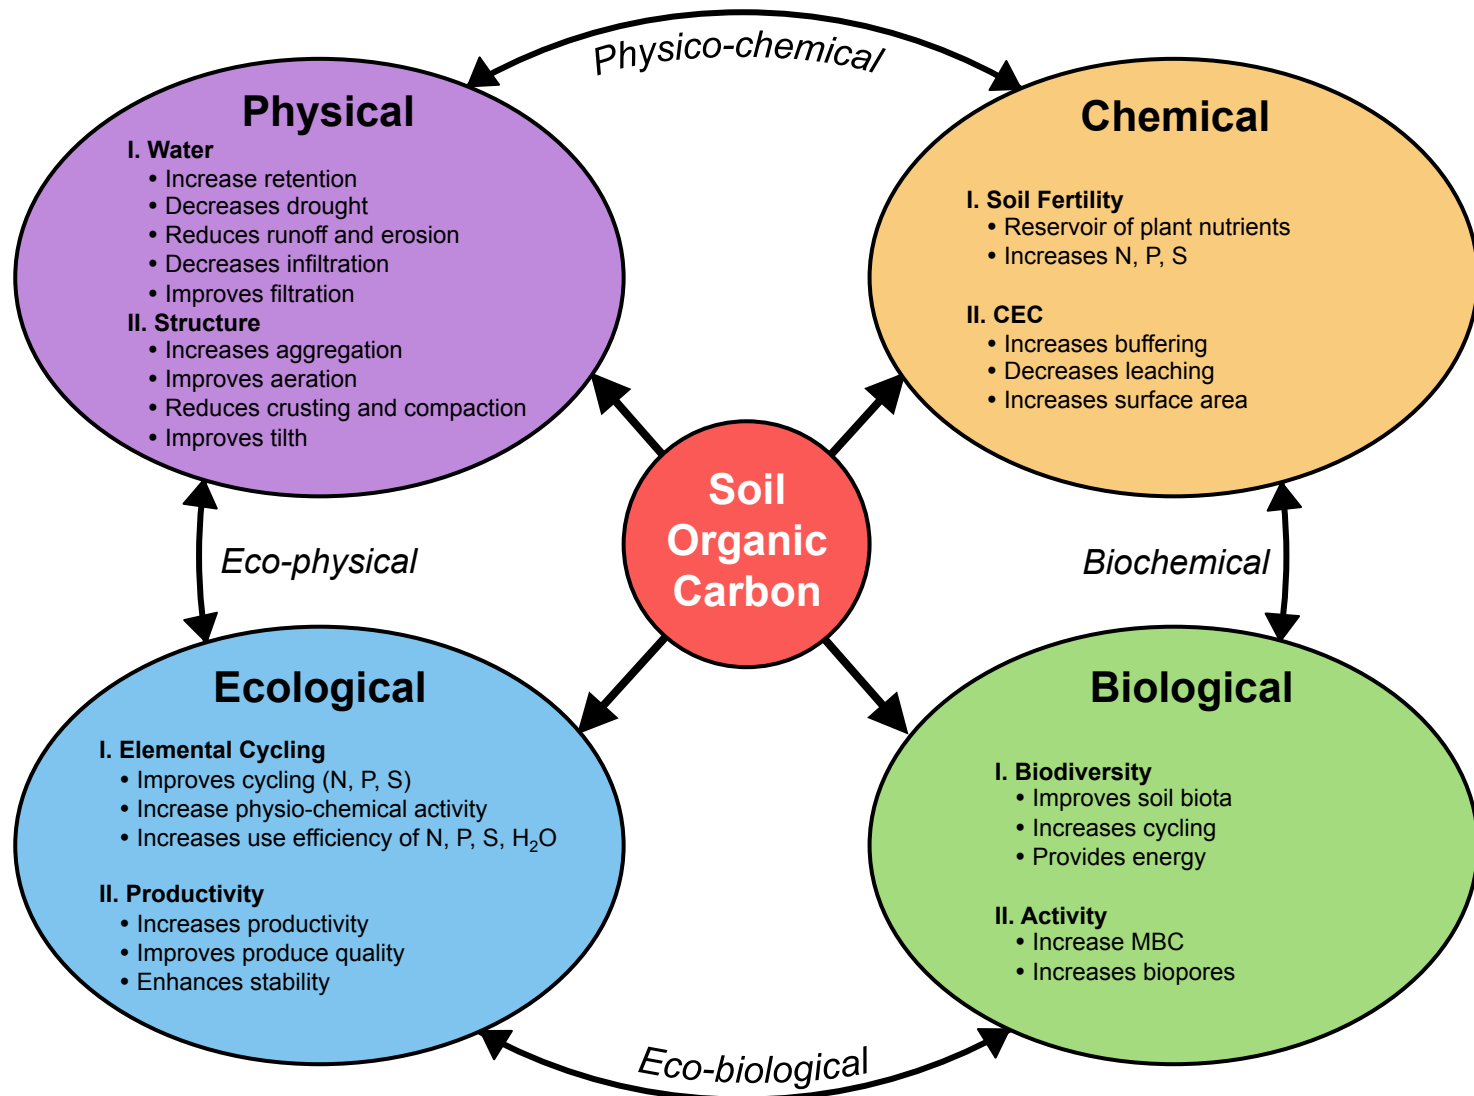 Physico-chemical
Physical
I. Water
• Increase retention
• Decreases drought
• Reduces runoff and erosion
• Decreases infiltration
• Improves filtration
II. Structure
• Increases aggregation
• Improves aeration
• Reduces crusting and compaction
• Improves tilth
Chemical
I. Soil Fertility
• Reservoir of plant nutrients
• Increases N, P, S
II. CEC
• Increases buffering
• Decreases leaching
• Increases surface area
Soil
Organic
Carbon
Eco-physical
Biochemical
Ecological
I. Elemental Cycling
• Improves cycling (N, P, S)
• Increase physio-chemical activity
• Increases use efficiency of N, P, S, H₂O
II. Productivity
• Increases productivity
• Improves produce quality
• Enhances stability
Biological
I. Biodiversity
• Improves soil biota
• Increases cycling
• Provides energy
II. Activity
• Increase MBC
• Increases biopores
Eco-biological